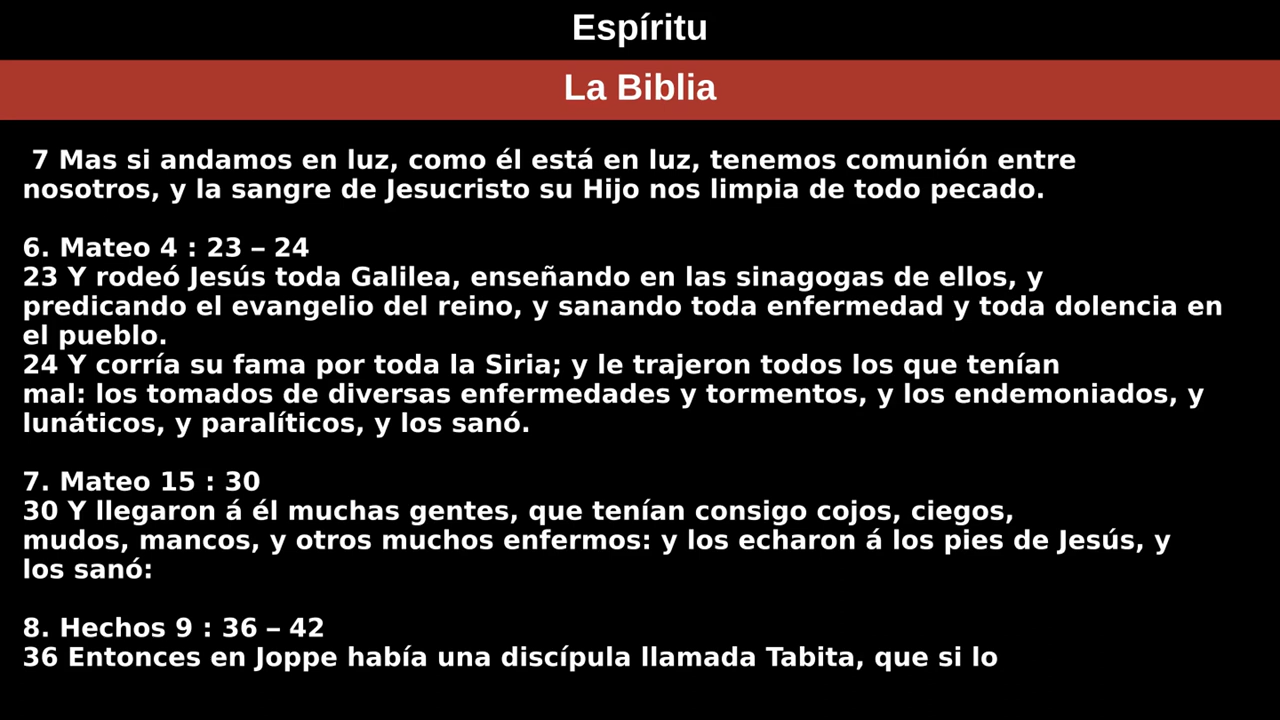 Espíritu
La Biblia
7 Mas si andamos en luz, como él está en luz, tenemos comunión entre
nosotros, y la sangre de Jesucristo su Hijo nos limpia de todo pecado.
6. Mateo 4 : 23 – 24
23 Y rodeó Jesús toda Galilea, enseñando en las sinagogas de ellos, y
predicando el evangelio del reino, y sanando toda enfermedad y toda dolencia en
el pueblo.
24 Y corría su fama por toda la Siria; y le trajeron todos los que tenían
mal: los tomados de diversas enfermedades y tormentos, y los endemoniados, y
lunáticos, y paralíticos, y los sanó.
7. Mateo 15 : 30
30 Y llegaron á él muchas gentes, que tenían consigo cojos, ciegos,
mudos, mancos, y otros muchos enfermos: y los echaron á los pies de Jesús, y
los sanó:
8. Hechos 9 : 36 – 42
36 Entonces en Joppe había una discípula llamada Tabita, que si lo